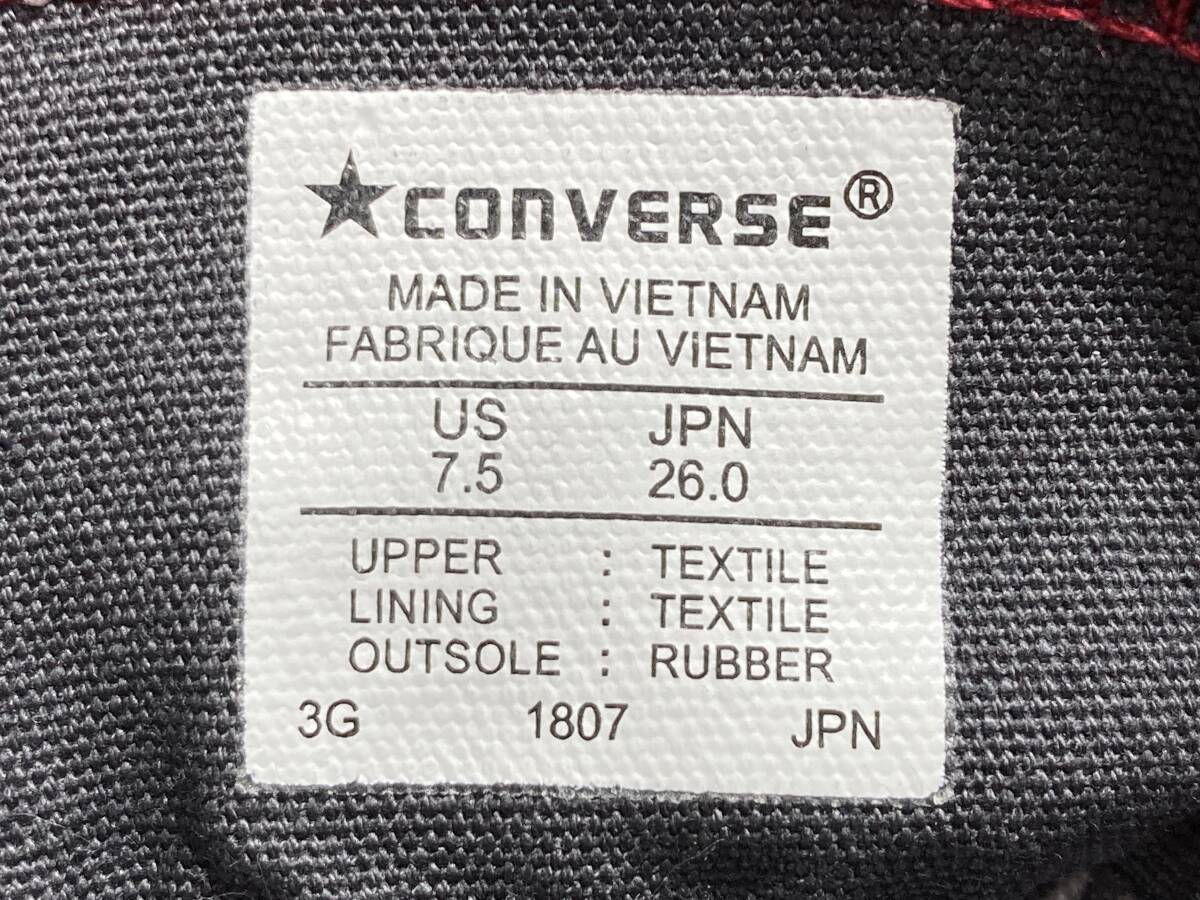 CONVERSE®
MADE IN VIETNAM
FABRIQUE AU VIETNAM
US JPN
7.5 26.0
UPPER : TEXTILE
LINING : TEXTILE
OUTSOLE : RUBBER
3G 1807 JPN